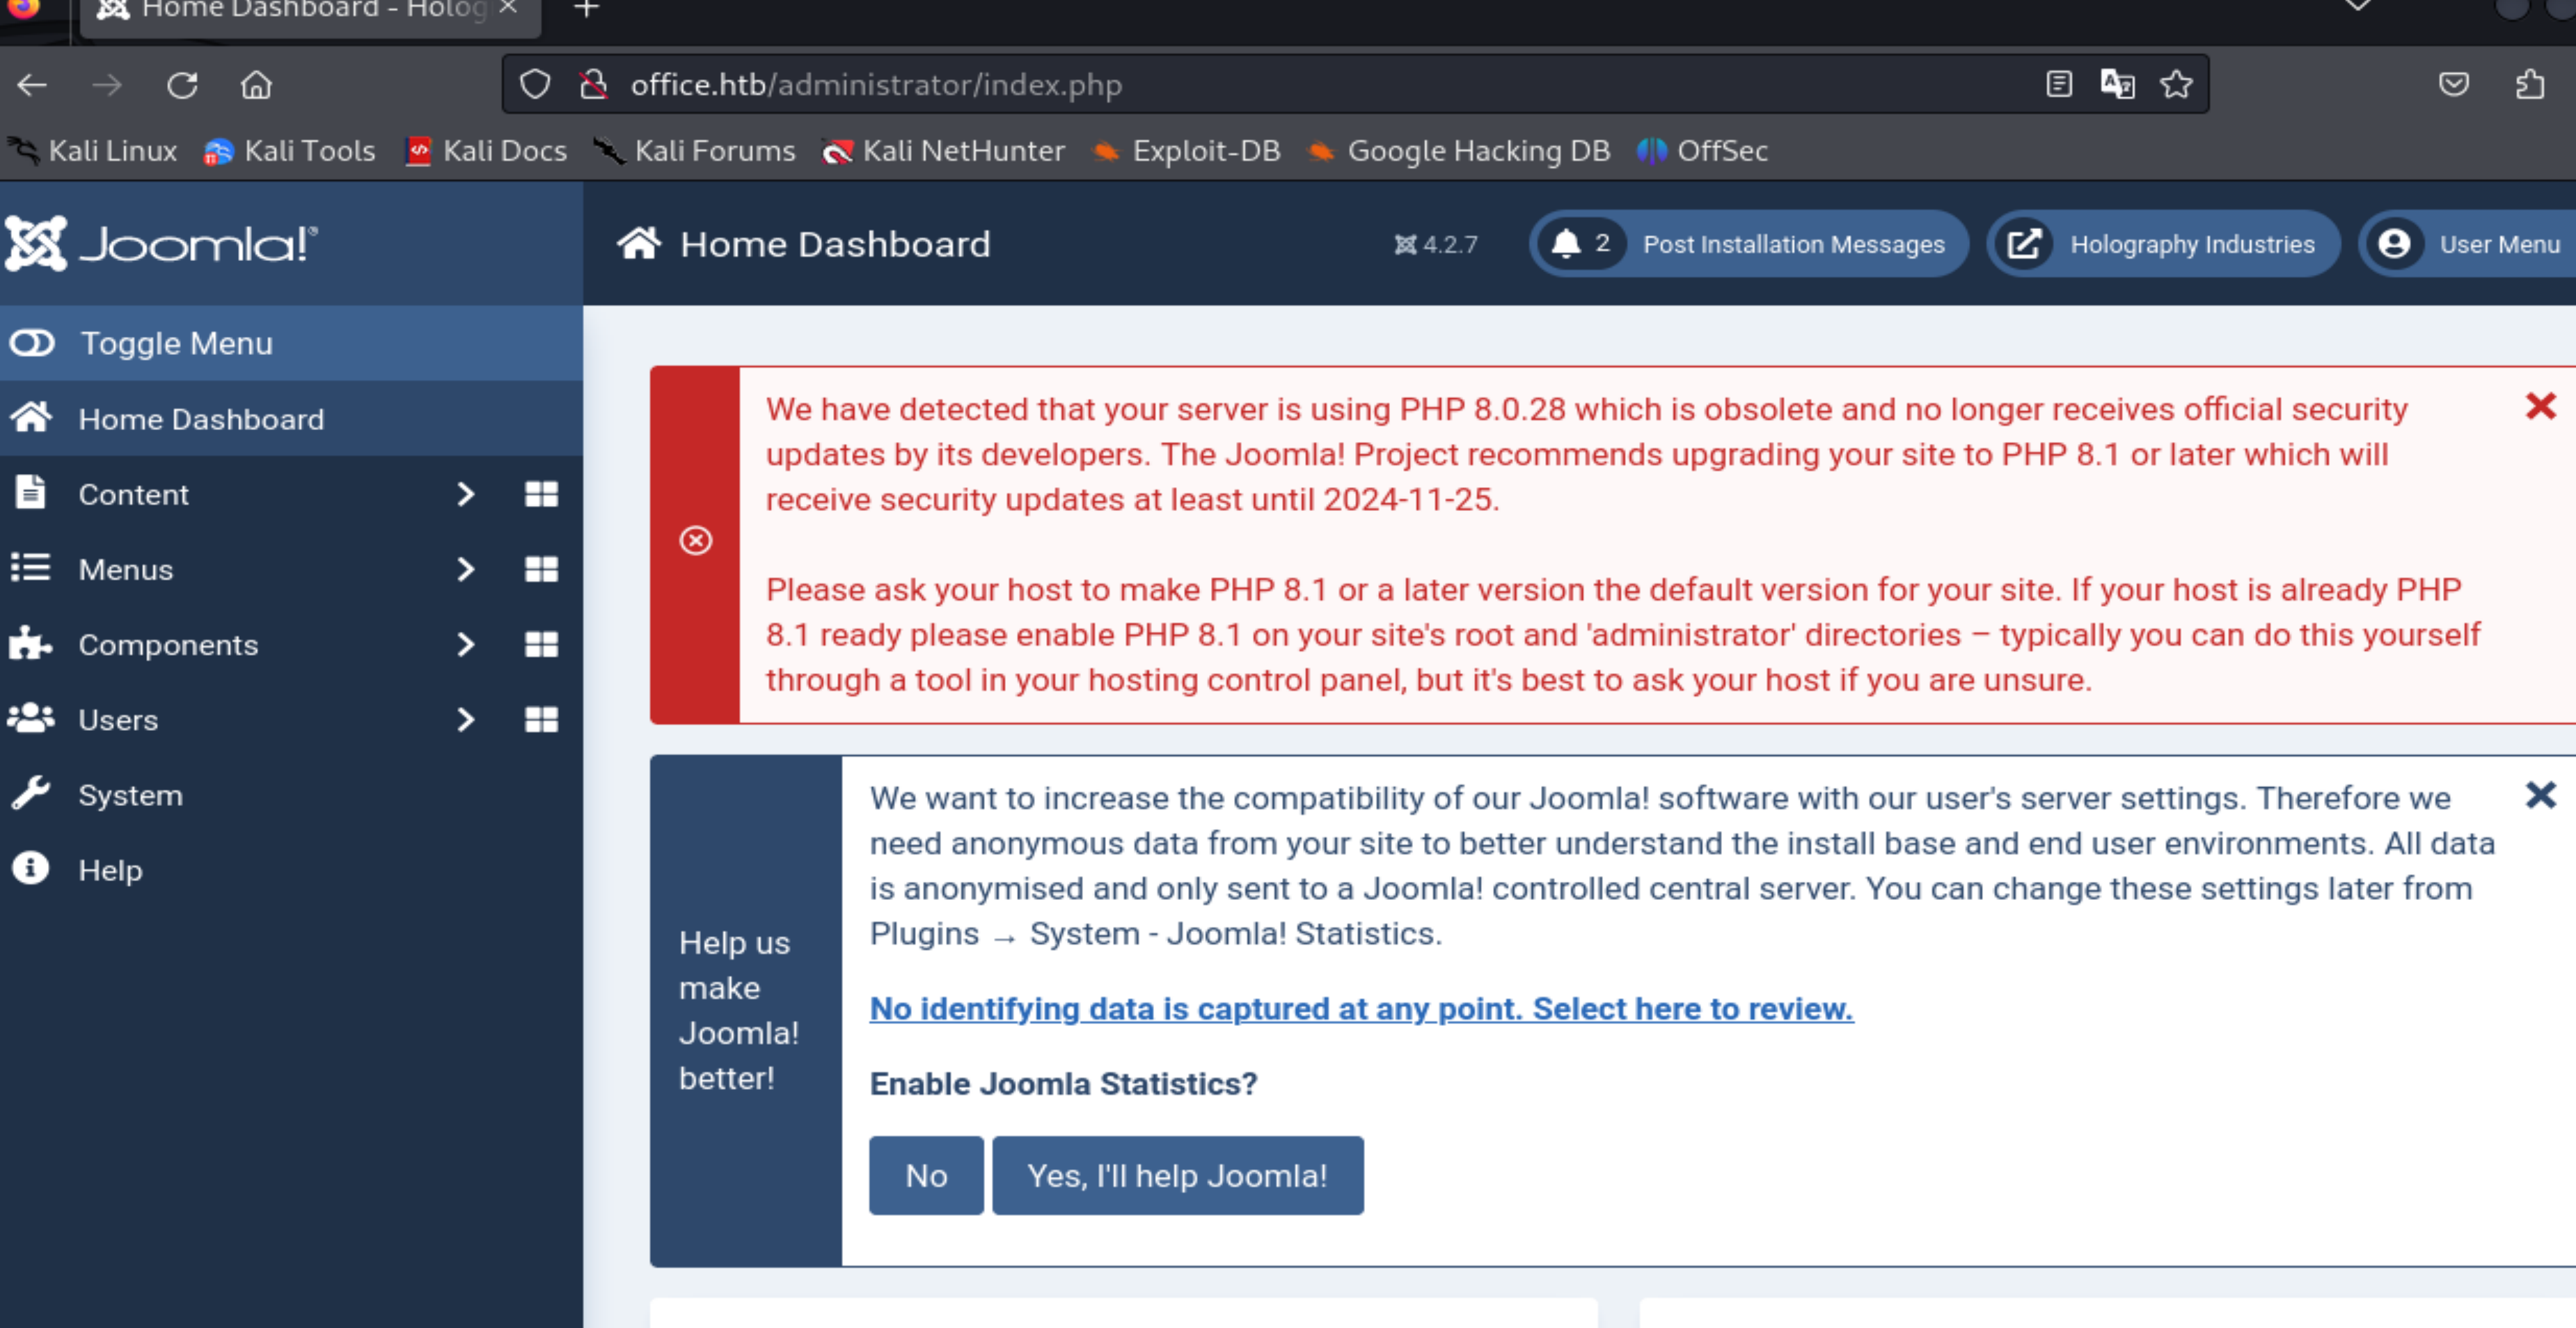 Home Dashboard - Holog
office.htb/administrator/index.php
Kali Linux Kali Tools Kali Docs Kali Forums Kali NetHunter Exploit-DB Google Hacking DB OffSec
Joomla!®
Home Dashboard 4.2.7 2 Post Installation Messages Holography Industries User Menu
Toggle Menu
Home Dashboard
Content
Menus
Components
Users
System
Help
We have detected that your server is using PHP 8.0.28 which is obsolete and no longer receives official security
updates by its developers. The Joomla! Project recommends upgrading your site to PHP 8.1 or later which will
receive security updates at least until 2024-11-25.
Please ask your host to make PHP 8.1 or a later version the default version for your site. If your host is already PHP
8.1 ready please enable PHP 8.1 on your site's root and 'administrator' directories – typically you can do this yourself
through a tool in your hosting control panel, but it's best to ask your host if you are unsure.
Help us
make
Joomla!
better!
We want to increase the compatibility of our Joomla! software with our user's server settings. Therefore we
need anonymous data from your site to better understand the install base and end user environments. All data
is anonymised and only sent to a Joomla! controlled central server. You can change these settings later from
Plugins → System - Joomla! Statistics.
No identifying data is captured at any point. Select here to review.
Enable Joomla Statistics?
No Yes, I'll help Joomla!